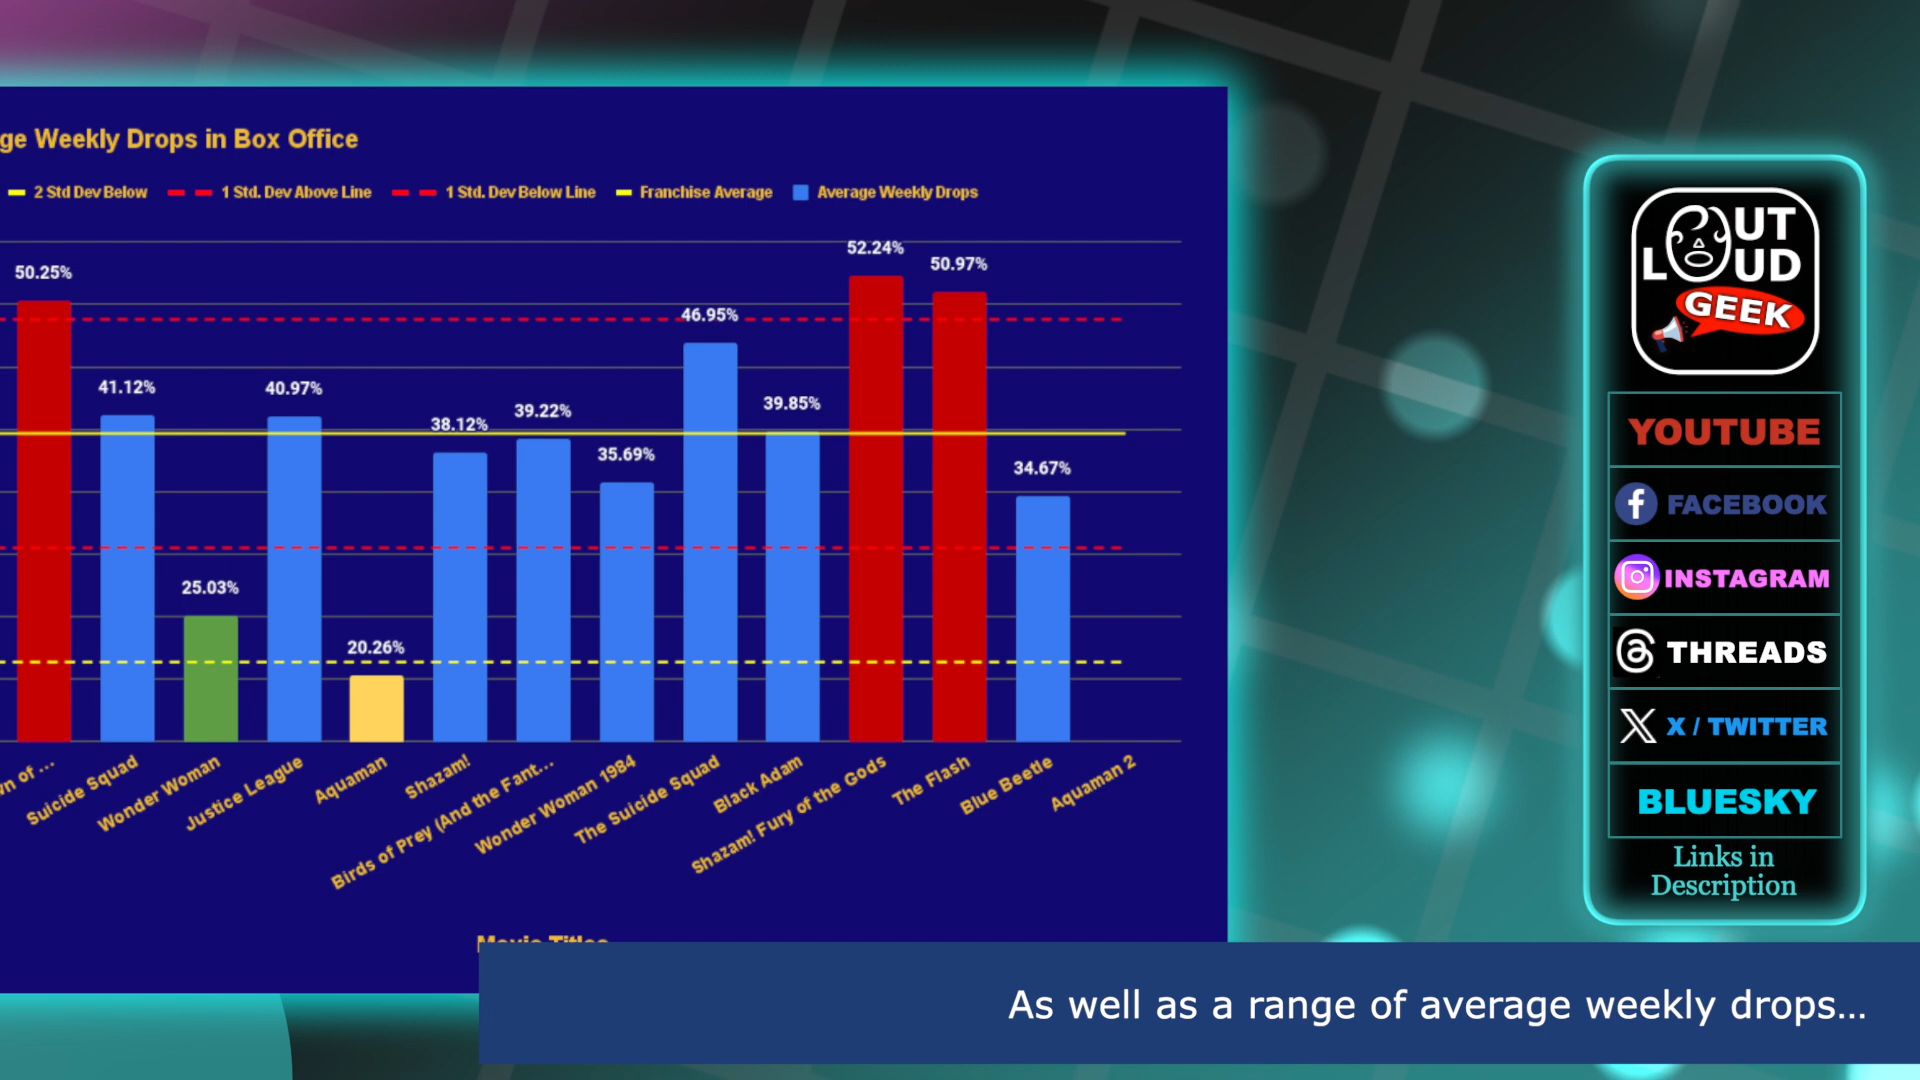 ge Weekly Drops in Box Office
2 Std Dev Below 1 Std. Dev Above Line 1 Std. Dev Below Line Franchise Average Average Weekly Drops
50.25%
41.12%
25.03%
40.97%
20.26%
38.12%
39.22%
35.69%
46.95%
39.85%
52.24%
50.97%
34.67%
wn of ...
Suicide Squad
Wonder Woman
Justice League
Aquaman
Shazam!
Birds of Prey (And the Fant...
Wonder Woman 1984
The Suicide Squad
Black Adam
Shazam! Fury of the Gods
The Flash
Blue Beetle
Aquaman 2
Movie Titles
As well as a range of average weekly drops...
OUT
LOUD
GEEK
YOUTUBE
FACEBOOK
INSTAGRAM
THREADS
X / TWITTER
BLUESKY
Links in
Description